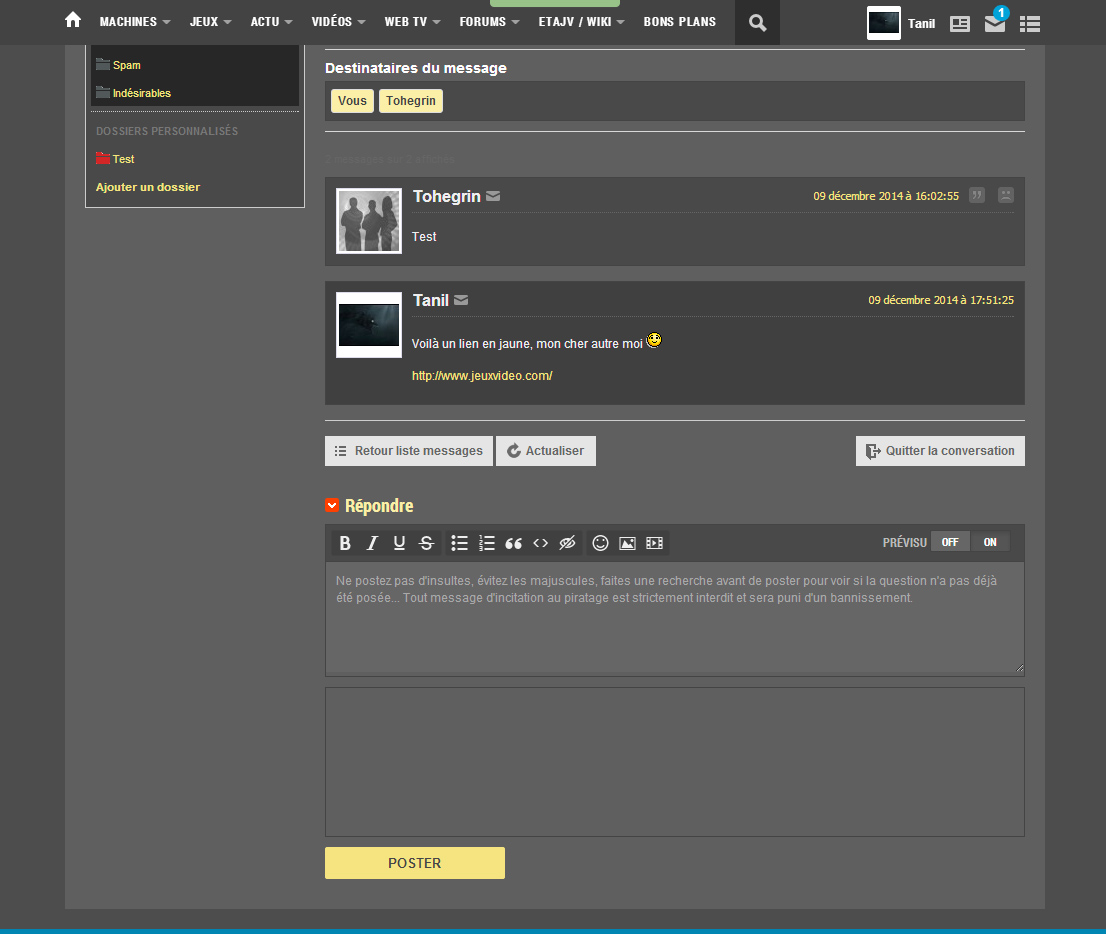 MACHINES JEUX ACTU VIDÉOS WEB TV FORUMS ETAJV / WIKI BONS PLANS Tanil 1
Spam
Indésirables
DOSSIERS PERSONNALISÉS
Test
Ajouter un dossier
Destinataires du message
Vous Tohegrin
Tohegrin 09 décembre 2014 à 16:02:55
Test
Tanil 09 décembre 2014 à 17:51:25
Voilà un lien en jaune, mon cher autre moi
http://www.jeuxvideo.com/
Retour liste messages Actualiser Quitter la conversation
Répondre
B I U S PRÉVISU OFF ON
Ne postez pas d'insultes, évitez les majuscules, faites une recherche avant de poster pour voir si la question n'a pas déjà
été posée... Tout message d'incitation au piratage est strictement interdit et sera puni d'un bannissement.
POSTER